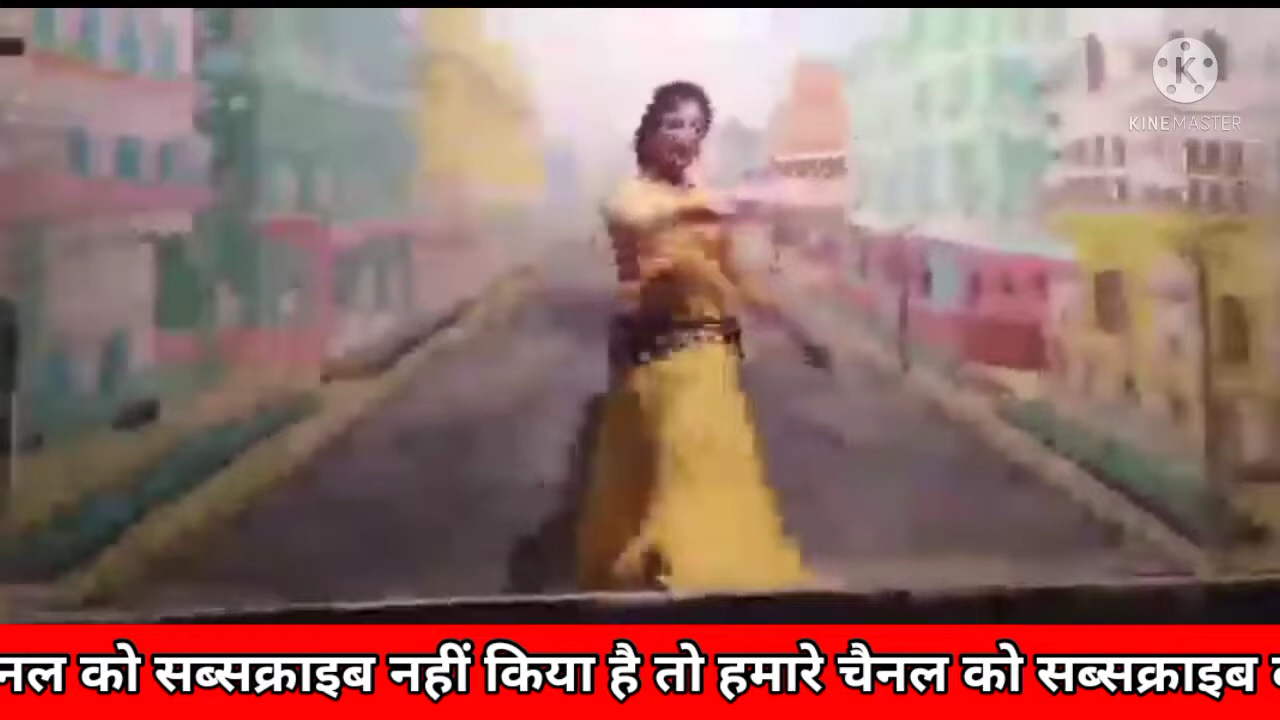 K
KINEMASTER
नल को सब्सक्राइब नहीं किया है तो हमारे चैनल को सब्सक्राइब